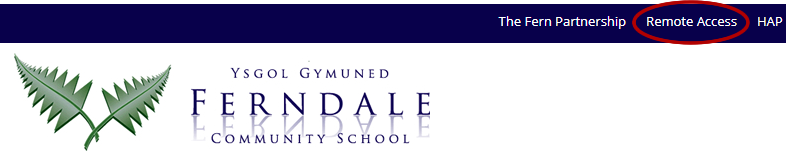 The Fern Partnership Remote Access HAP
Ysgol Gymuned
Ferndale
Community School